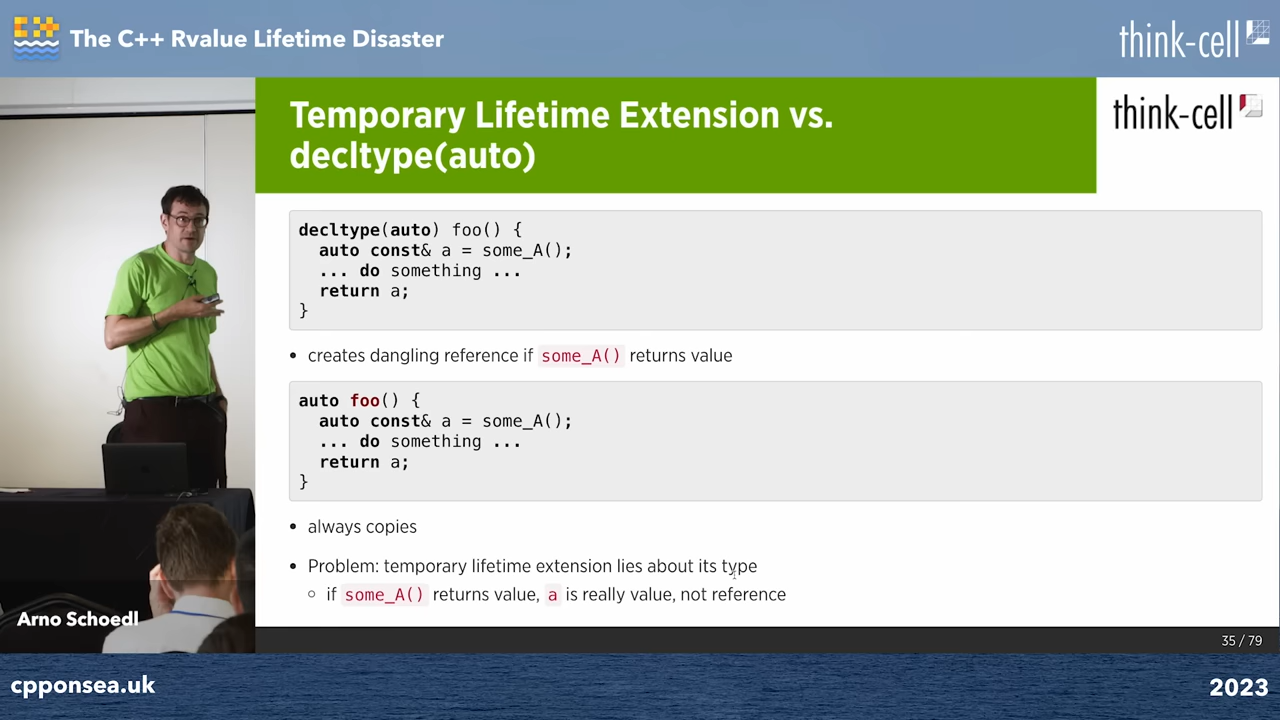 C++
The C++ Rvalue Lifetime Disaster
think-cell
Temporary Lifetime Extension vs.
decltype(auto)
think-cell
decltype(auto) foo() {
  auto const& a = some_A();
  ... do something ...
  return a;
}
• creates dangling reference if some_A() returns value
auto foo() {
  auto const& a = some_A();
  ... do something ...
  return a;
}
• always copies
• Problem: temporary lifetime extension lies about its type
○ if some_A() returns value, a is really value, not reference
Arno Schoedl
35 / 79
cpponsea.uk
2023